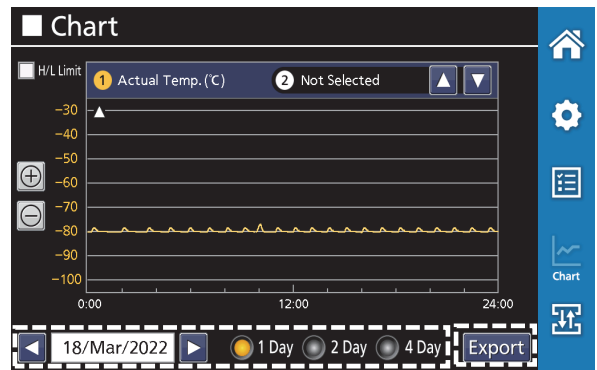 Chart
H/L Limit
1 Actual Temp. (℃) 2 Not Selected
-30
-40
-50
-60
-70
-80
-90
-100
0:00 12:00 24:00
Chart
18/Mar/2022 1 Day 2 Day 4 Day Export